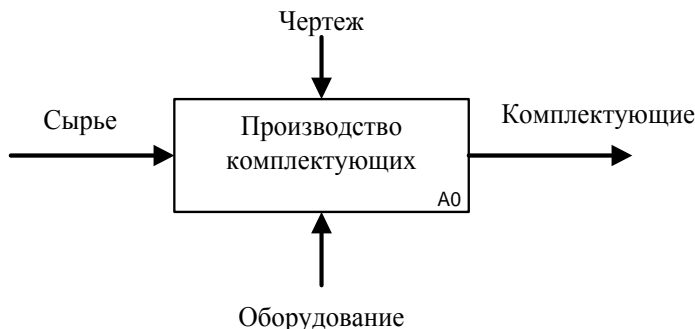 Чертеж
Сырье
Производство
комплектующих
Комплектующие
A0
Оборудование